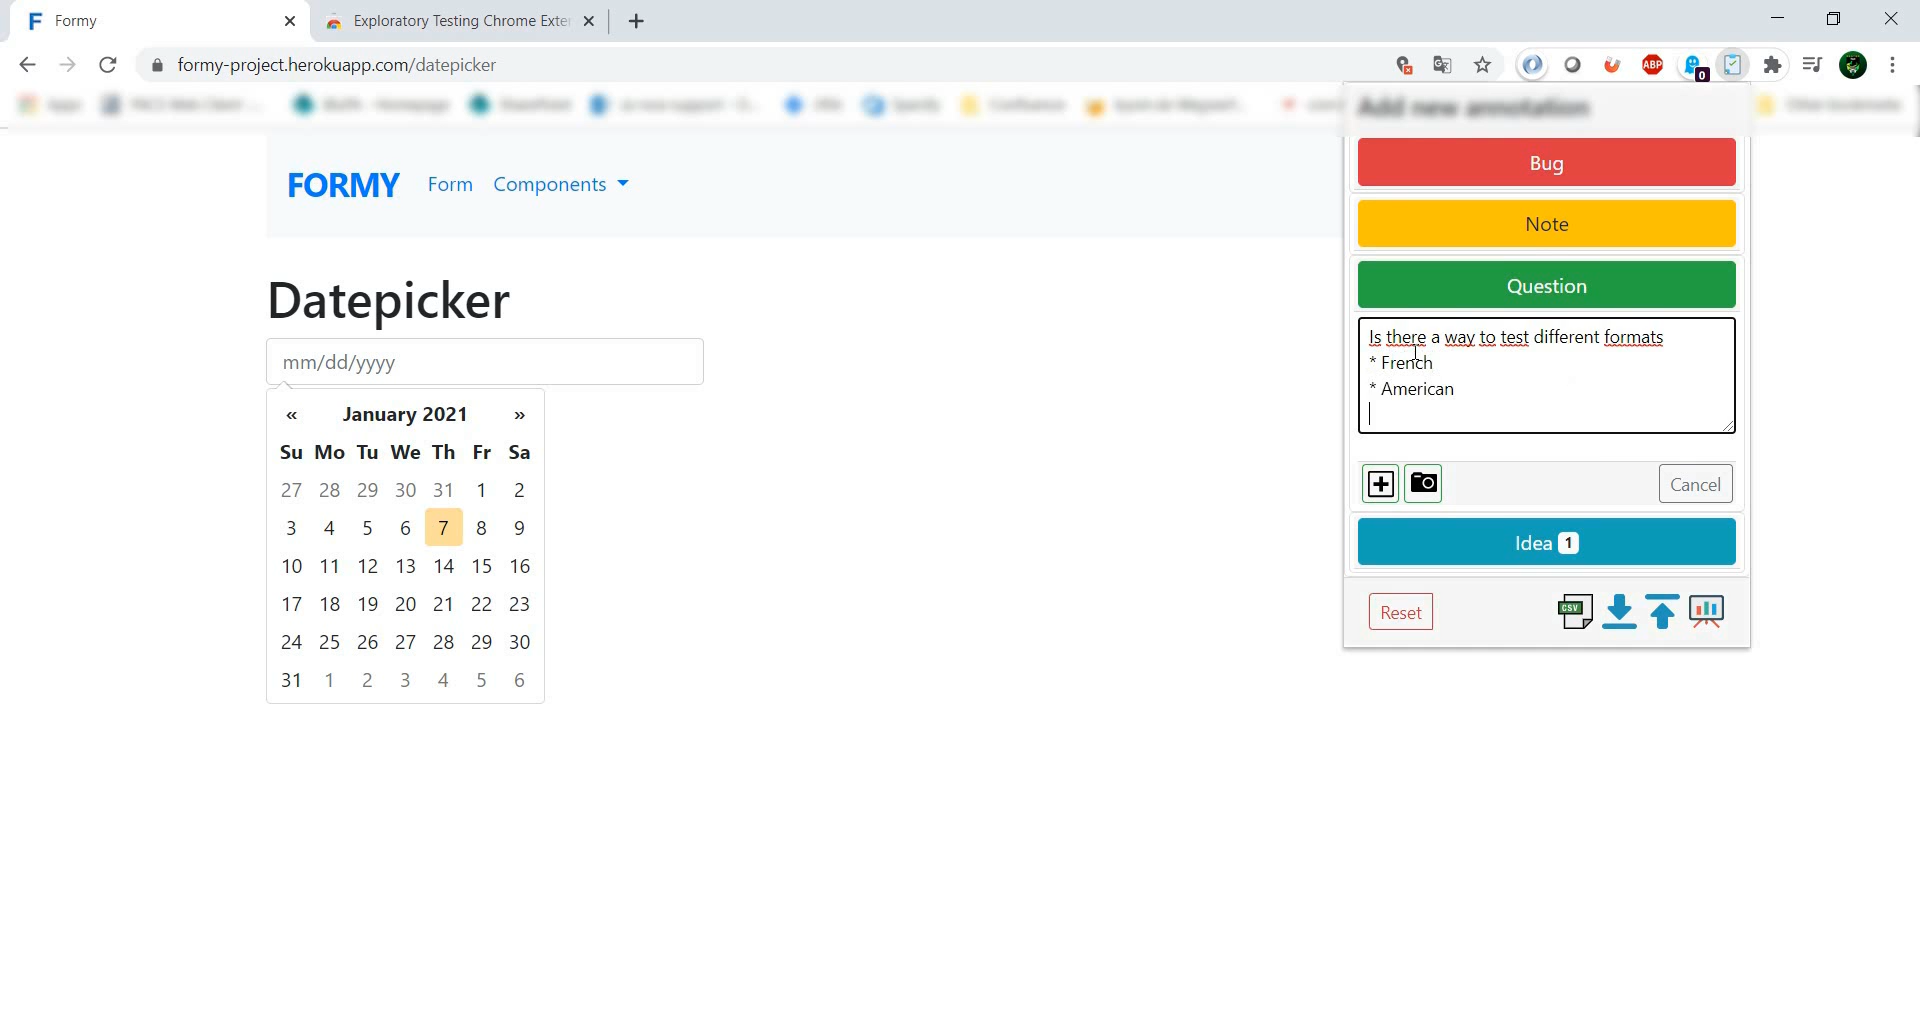 Formy
Exploratory Testing Chrome Exte
formy-project.herokuapp.com/datepicker
ABP
0
Add new annotation
FORMY
Form
Components
Bug
Note
Question
Is there a way to test different formats
* French
* American
Cancel
Idea 1
Reset
CSV
Datepicker
mm/dd/yyyy
« January 2021 »
Su Mo Tu We Th Fr Sa
27 28 29 30 31 1 2
3 4 5 6 7 8 9
10 11 12 13 14 15 16
17 18 19 20 21 22 23
24 25 26 27 28 29 30
31 1 2 3 4 5 6